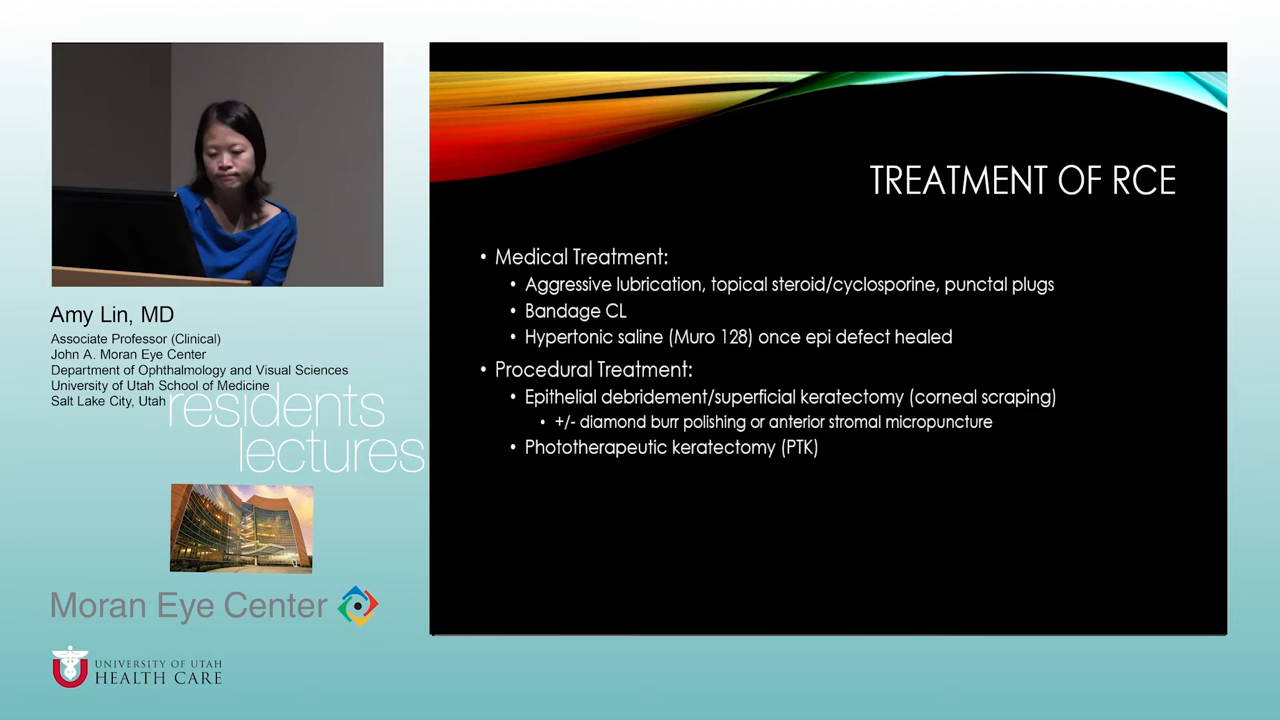 TREATMENT OF RCE
• Medical Treatment:
• Aggressive lubrication, topical steroid/cyclosporine, punctal plugs
• Bandage CL
• Hypertonic saline (Muro 128) once epi defect healed
• Procedural Treatment:
• Epithelial debridement/superficial keratectomy (corneal scraping)
• +/- diamond burr polishing or anterior stromal micropuncture
• Phototherapeutic keratectomy (PTK)
Amy Lin, MD
Associate Professor (Clinical)
John A. Moran Eye Center
Department of Ophthalmology and Visual Sciences
University of Utah School of Medicine
Salt Lake City, Utah
residents
lectures
Moran Eye Center
UNIVERSITY OF UTAH
HEALTH CARE